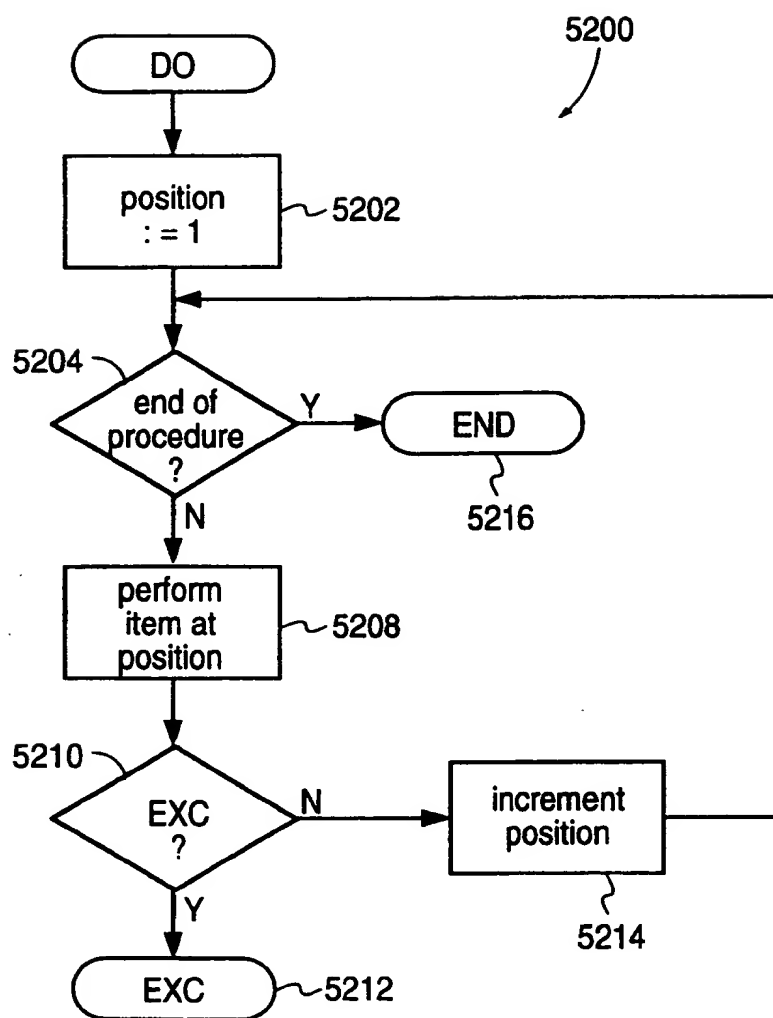 5200
DO
position
: = 1
5202
5204
end of
procedure
?
Y
END
5216
N
perform
item at
position
5208
5210
EXC
?
N
increment
position
5214
Y
EXC
5212